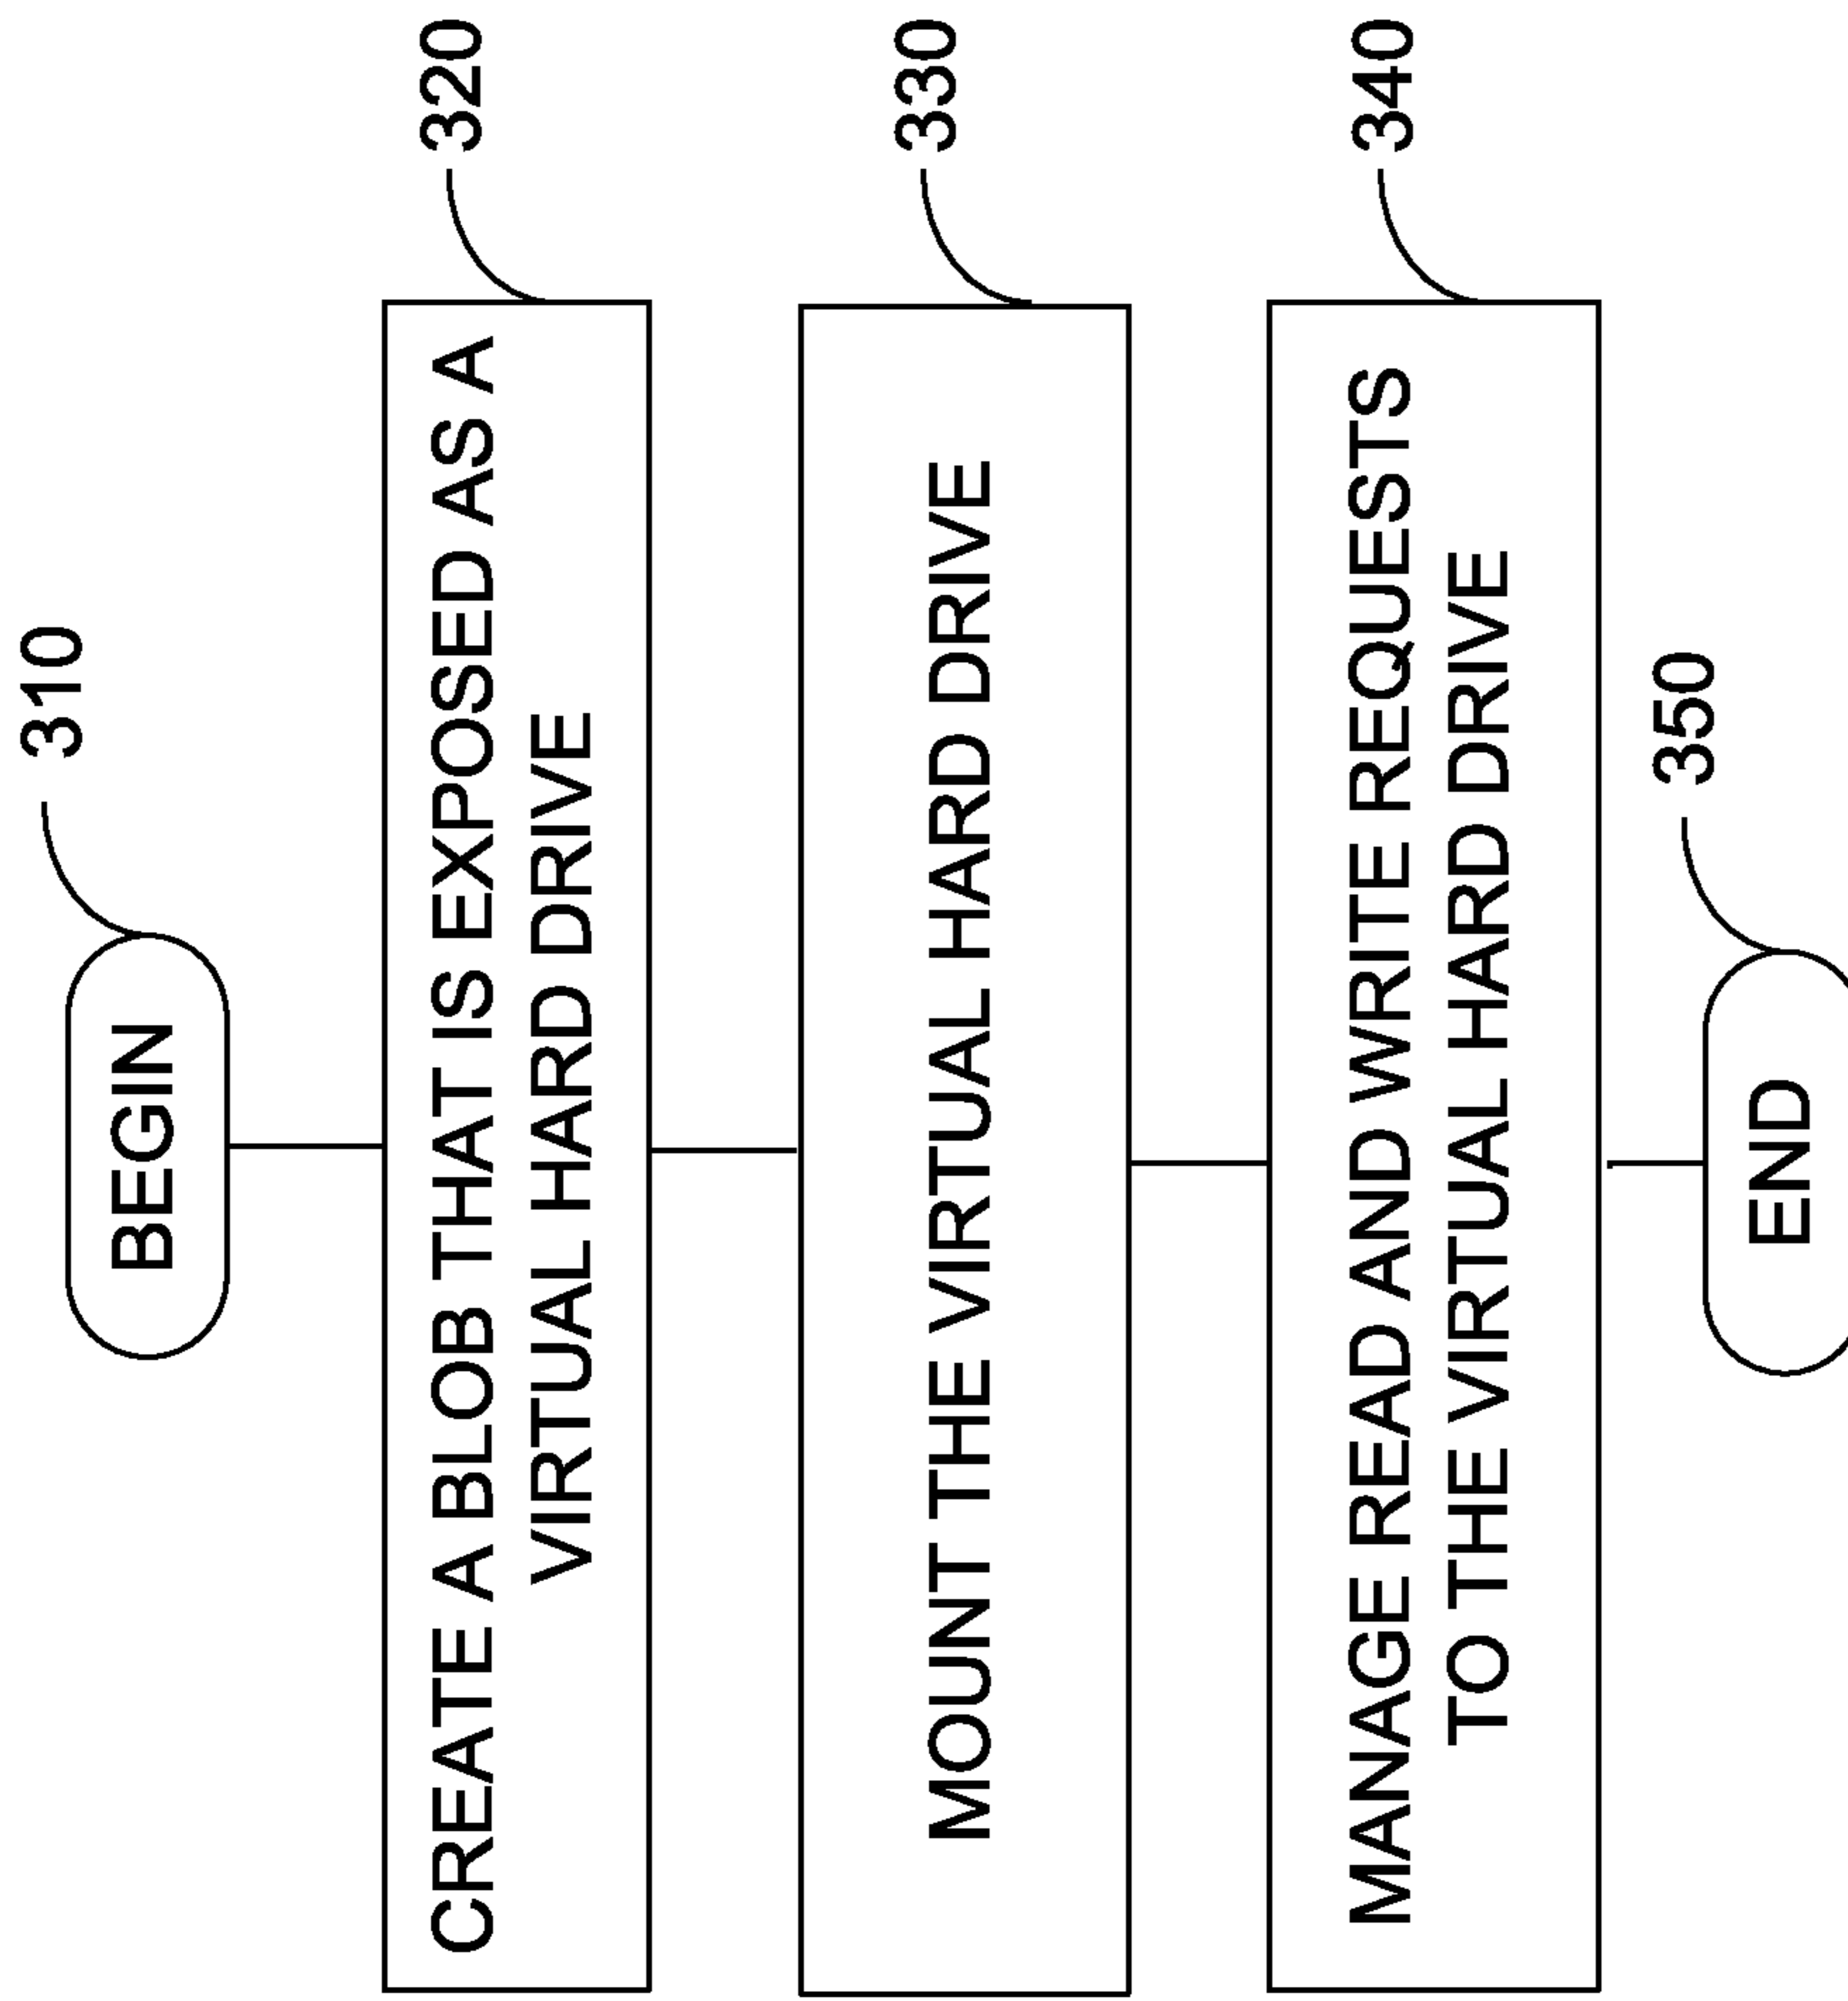 310
BEGIN
320
CREATE A BLOB THAT IS EXPOSED AS A
VIRTUAL HARD DRIVE
330
MOUNT THE VIRTUAL HARD DRIVE
340
MANAGE READ AND WRITE REQUESTS
TO THE VIRTUAL HARD DRIVE
350
END